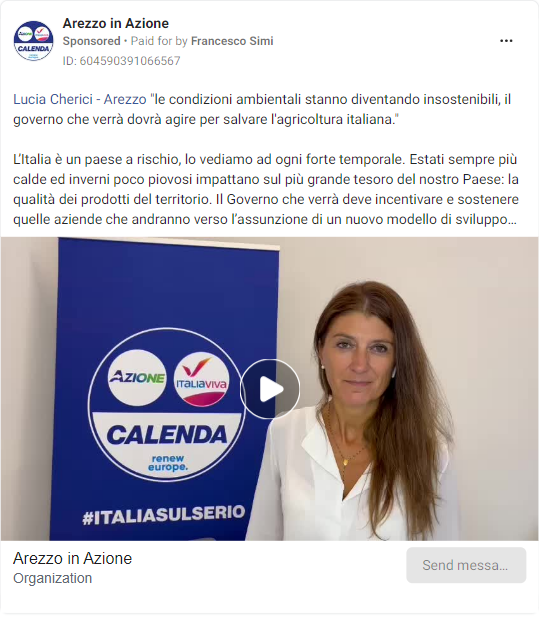 Arezzo in Azione
Sponsored • Paid for by Francesco Simi
ID: 604590391066567
Lucia Cherici - Arezzo "le condizioni ambientali stanno diventando insostenibili, il
governo che verrà dovrà agire per salvare l'agricoltura italiana."
L'Italia è un paese a rischio, lo vediamo ad ogni forte temporale. Estati sempre più
calde ed inverni poco piovosi impattano sul più grande tesoro del nostro Paese: la
qualità dei prodotti del territorio. Il Governo che verrà deve incentivare e sostenere
quelle aziende che andranno verso l'assunzione di un nuovo modello di sviluppo...
AZIONE
ITALIAVIVA
CALENDA
renew
europe.
#ITALIASULSERIO
Arezzo in Azione
Organization
Send messa...